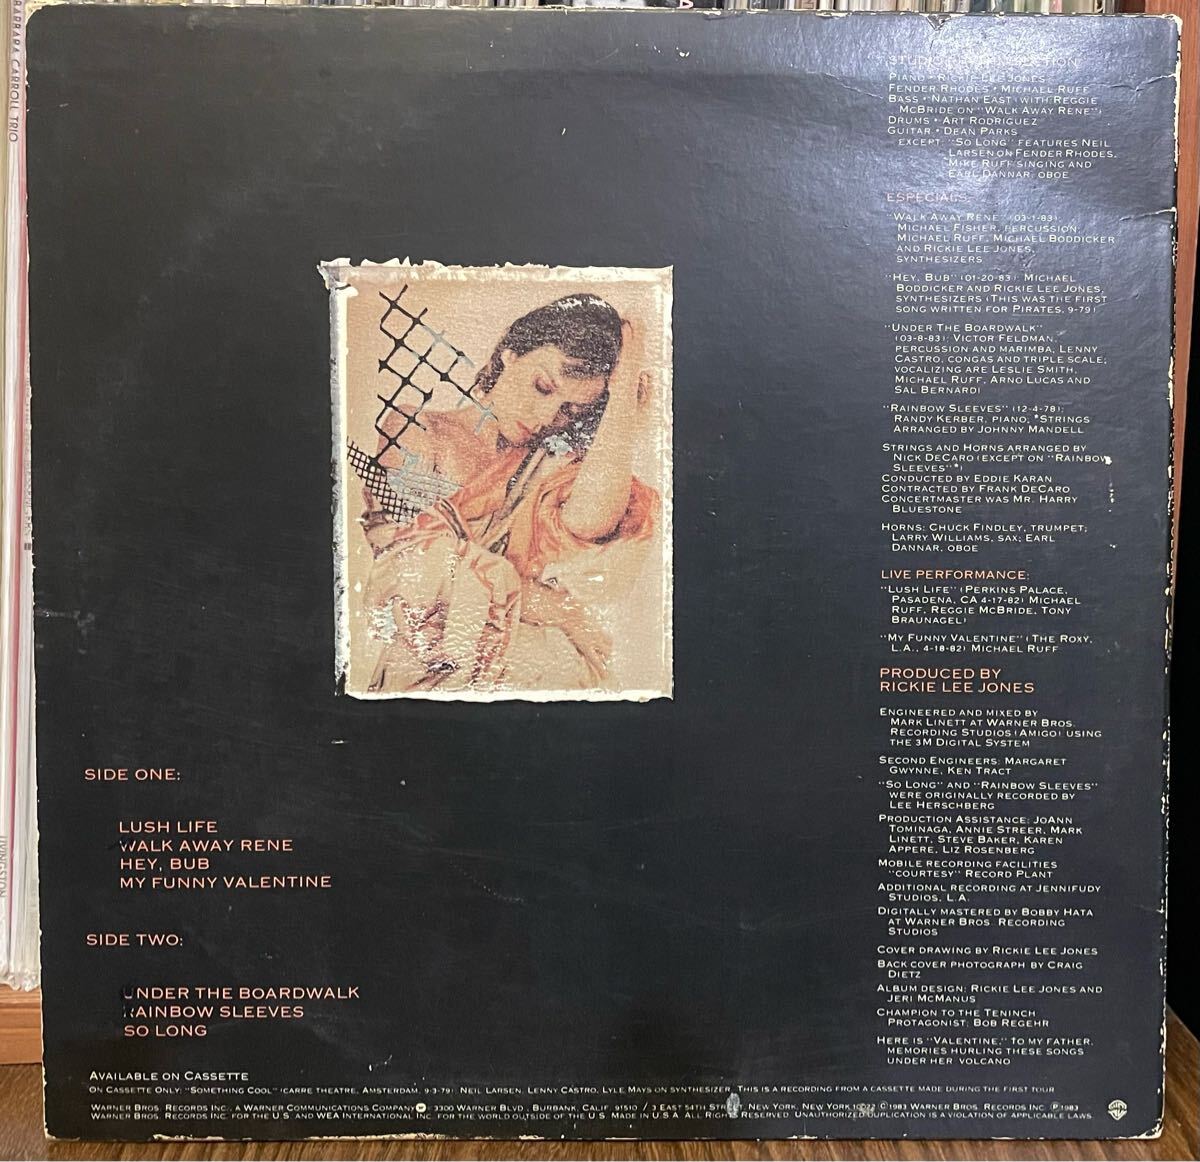 BARBARA CARROLL TRIO
LIVINGSTON
SIDE ONE:
LUSH LIFE
WALK AWAY RENE
HEY, BUB
MY FUNNY VALENTINE
SIDE TWO:
UNDER THE BOARDWALK
RAINBOW SLEEVES
SO LONG
AVAILABLE ON CASSETTE
ON CASSETTE ONLY: "SOMETHING COOL" (CARRE THEATRE, AMSTERDAM, 9-3-79) NEIL LARSEN, LENNY CASTRO, LYLE MAYS ON SYNTHESIZER. THIS IS A RECORDING FROM A CASSETTE MADE DURING THE FIRST TOUR
WARNER BROS. RECORDS INC., A WARNER COMMUNICATIONS COMPANY 3300 WARNER BLVD., BURBANK, CALIF. 91510 / 3 EAST 54TH STREET, NEW YORK, NEW YORK 10022 ©1983 WARNER BROS. RECORDS INC. ℗1983
WARNER BROS. RECORDS INC. FOR THE U.S. AND WEA INTERNATIONAL INC. FOR THE WORLD OUTSIDE OF THE U.S. MADE IN U.S.A. ALL RIGHTS RESERVED. UNAUTHORIZED DUPLICATION IS A VIOLATION OF APPLICABLE LAWS.
STUDIO SECTION
PIANO • RICKIE LEE JONES
FENDER RHODES • MICHAEL RUFF
BASS • NATHAN EAST (WITH REGGIE
MCBRIDE ON "WALK AWAY RENE")
DRUMS • ART RODRIGUEZ
GUITAR • DEAN PARKS
EXCEPT: "SO LONG" FEATURES NEIL
LARSEN ON FENDER RHODES,
MIKE RUFF SINGING AND
EARL DANNAR, OBOE
ESPECIALS:
"WALK AWAY RENE" (03-1-83):
MICHAEL FISHER, PERCUSSION;
MICHAEL RUFF, MICHAEL BODDICKER
AND RICKIE LEE JONES,
SYNTHESIZERS
"HEY, BUB" (01-20-83): MICHAEL
BODDICKER AND RICKIE LEE JONES,
SYNTHESIZERS (THIS WAS THE FIRST
SONG WRITTEN FOR PIRATES, 9-79)
"UNDER THE BOARDWALK"
(03-8-83): VICTOR FELDMAN,
PERCUSSION AND MARIMBA; LENNY
CASTRO, CONGAS AND TRIPLE SCALE;
VOCALIZING ARE LESLIE SMITH,
MICHAEL RUFF, ARNO LUCAS AND
SAL BERNARDI
"RAINBOW SLEEVES" (12-4-78):
RANDY KERBER, PIANO; *STRINGS
ARRANGED BY JOHNNY MANDELL
STRINGS AND HORNS ARRANGED BY
NICK DECARO (EXCEPT ON "RAINBOW
SLEEVES"*)
CONDUCTED BY EDDIE KARAN
CONTRACTED BY FRANK DECARO
CONCERTMASTER WAS MR. HARRY
BLUESTONE
HORNS: CHUCK FINDLEY, TRUMPET;
LARRY WILLIAMS, SAX; EARL
DANNAR, OBOE
LIVE PERFORMANCE:
"LUSH LIFE" (PERKINS PALACE,
PASADENA, CA 4-17-82) MICHAEL
RUFF, REGGIE MCBRIDE, TONY
BRAUNAGEL)
"MY FUNNY VALENTINE" (THE ROXY,
L.A., 4-18-82) MICHAEL RUFF
PRODUCED BY
RICKIE LEE JONES
ENGINEERED AND MIXED BY
MARK LINETT AT WARNER BROS.
RECORDING STUDIOS (AMIGO) USING
THE 3M DIGITAL SYSTEM
SECOND ENGINEERS: MARGARET
GWYNNE, KEN TRACT
"SO LONG" AND "RAINBOW SLEEVES"
WERE ORIGINALLY RECORDED BY
LEE HERSCHBERG
PRODUCTION ASSISTANCE: JOANN
TOMINAGA, ANNIE STREER, MARK
LINETT, STEVE BAKER, KAREN
APPERE, LIZ ROSENBERG
MOBILE RECORDING FACILITIES
"COURTESY" RECORD PLANT
ADDITIONAL RECORDING AT JENNIFUDY
STUDIOS, L.A.
DIGITALLY MASTERED BY BOBBY HATA
AT WARNER BROS. RECORDING
STUDIOS
COVER DRAWING BY RICKIE LEE JONES
BACK COVER PHOTOGRAPH BY CRAIG
DIETZ
ALBUM DESIGN: RICKIE LEE JONES AND
JERI MCMANUS
CHAMPION TO THE TENINCH
PROTAGONIST: BOB REGEHR
HERE IS "VALENTINE," TO MY FATHER.
MEMORIES HURLING THESE SONGS
UNDER HER VOLCANO